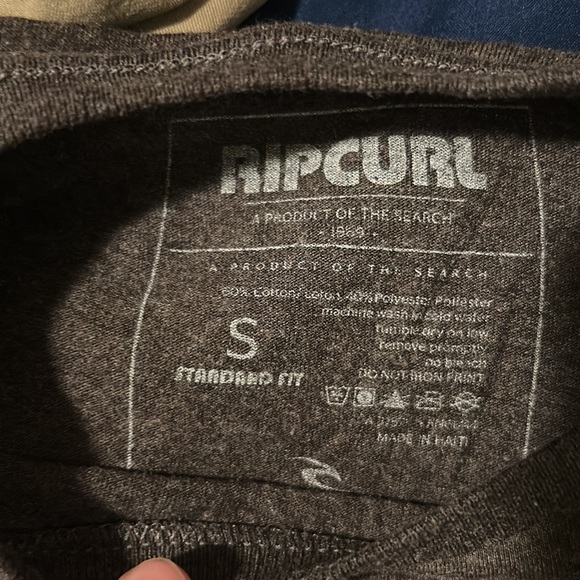 RIPCURL
A PRODUCT OF THE SEARCH
- 1969 -
A PRODUCT OF THE SEARCH
60% Cotton/ Coton 40% Polyester Poliester
machine wash in cold water
tumble dry on low
remove promptly
no bleach
DO NOT IRON PRINT
S
STANDARD FIT
MADE IN HAITI